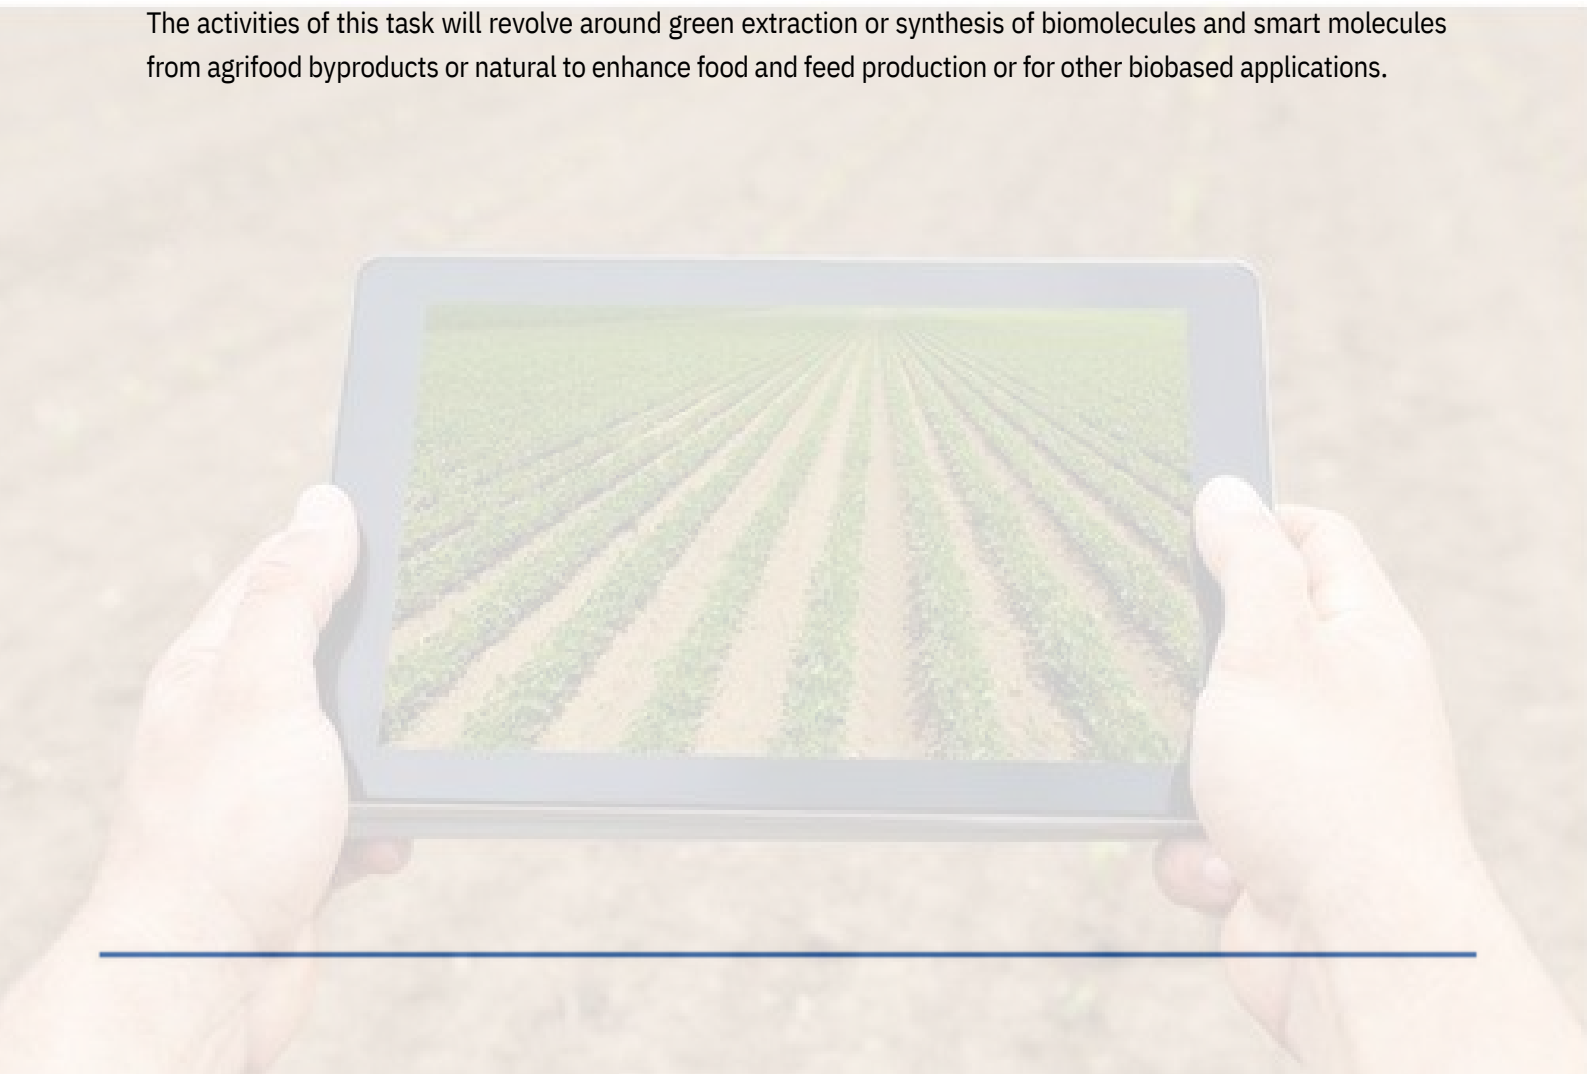 The activities of this task will revolve around green extraction or synthesis of biomolecules and smart molecules
from agrifood byproducts or natural to enhance food and feed production or for other biobased applications.